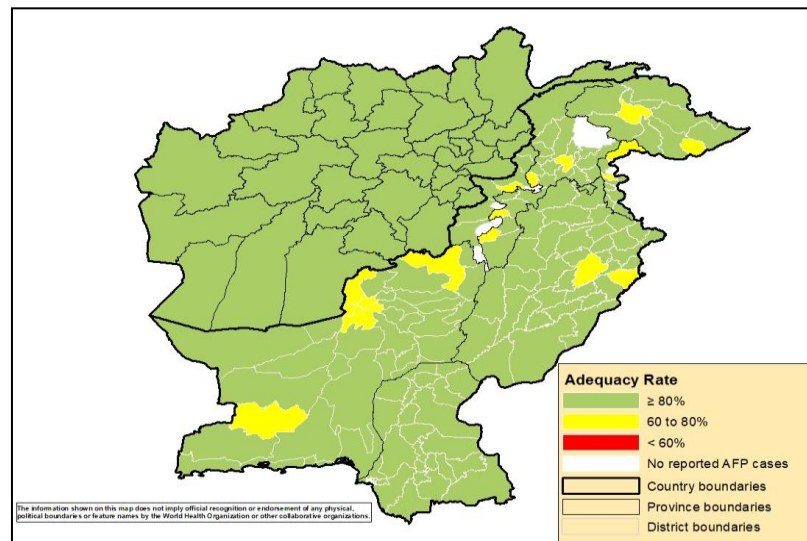 Adequacy Rate
≥ 80%
60 to 80%
< 60%
No reported AFP cases
Country boundaries
Province boundaries
District boundaries
The information shown on this map does not imply official recognition or endorsement of any physical,
political boundaries or feature names by the World Health Organization or other collaborative organizations.